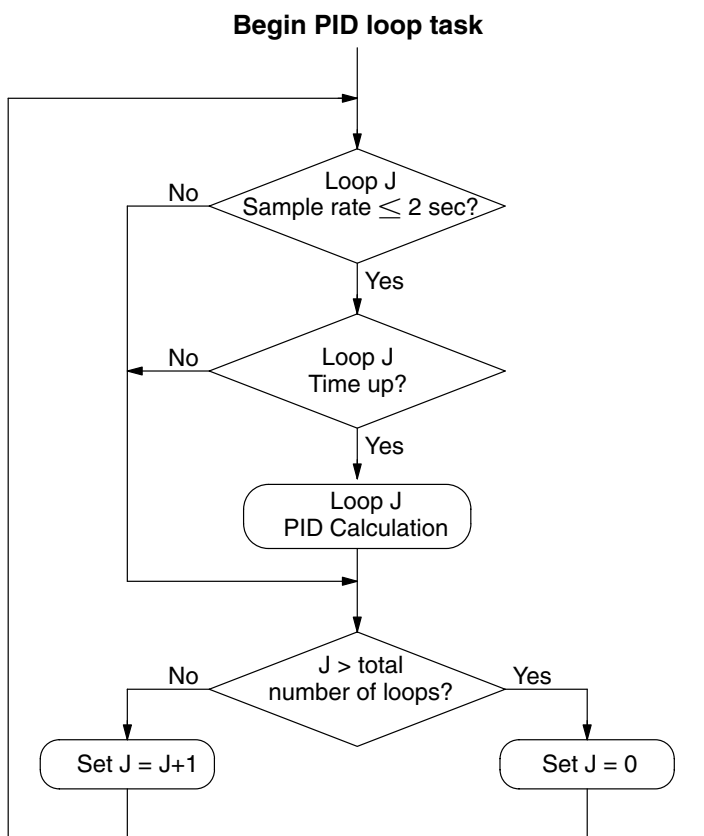 Begin PID loop task
Loop J
Sample rate ≤ 2 sec?
No
Yes
Loop J
Time up?
No
Yes
Loop J
PID Calculation
J > total
number of loops?
No
Yes
Set J = J+1
Set J = 0